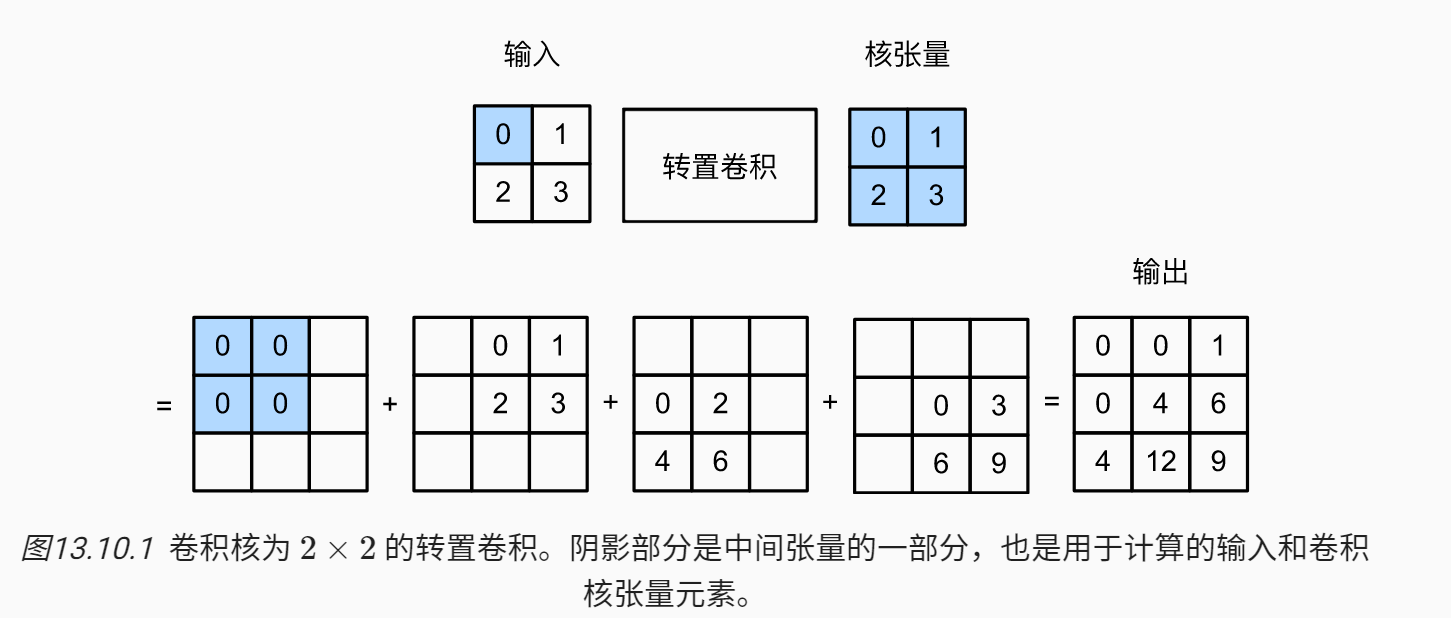 输入 核张量
0 1 转置卷积 0 1
2 3 2 3
输出
0 0 0 1 0 0 1
= 0 0 + 2 3 + 0 2 + 0 3 = 0 4 6
4 6 6 9 4 12 9
图13.10.1 卷积核为 2 × 2 的转置卷积。阴影部分是中间张量的一部分，也是用于计算的输入和卷积
核张量元素。